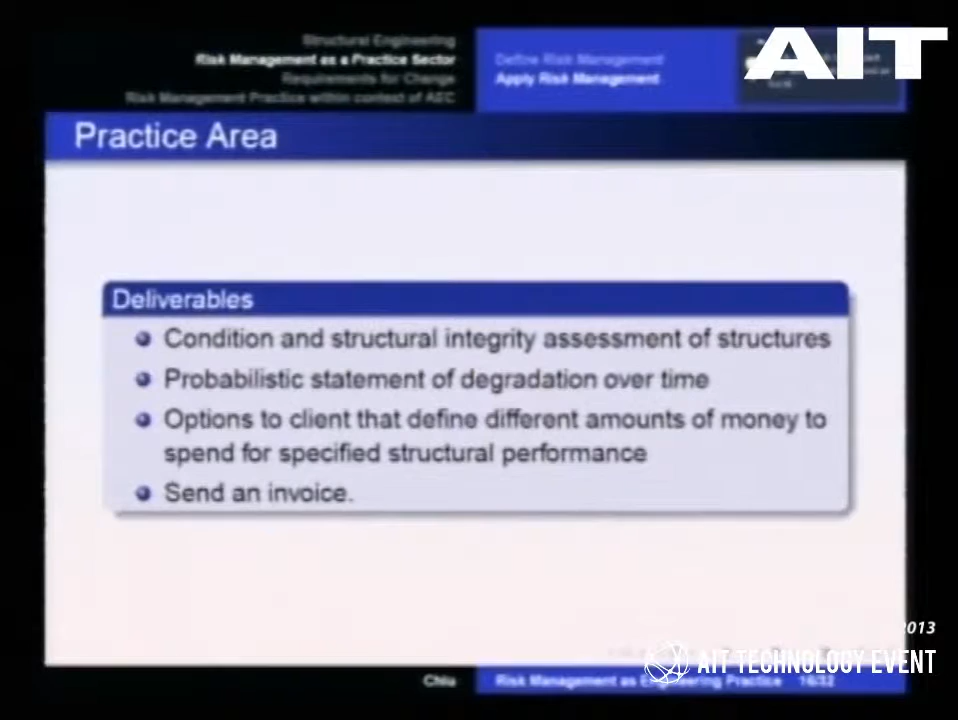 Structural Engineering
Risk Management as a Practice Sector
Requirements for Change
Risk Management Practice within context of AEC
Define Risk Management
Apply Risk Management
AIT
Practice Area
Deliverables
Condition and structural integrity assessment of structures
Probabilistic statement of degradation over time
Options to client that define different amounts of money to
spend for specified structural performance
Send an invoice.
2013
AIT TECHNOLOGY EVENT
Chiu
Risk Management as Engineering Practice 16/32